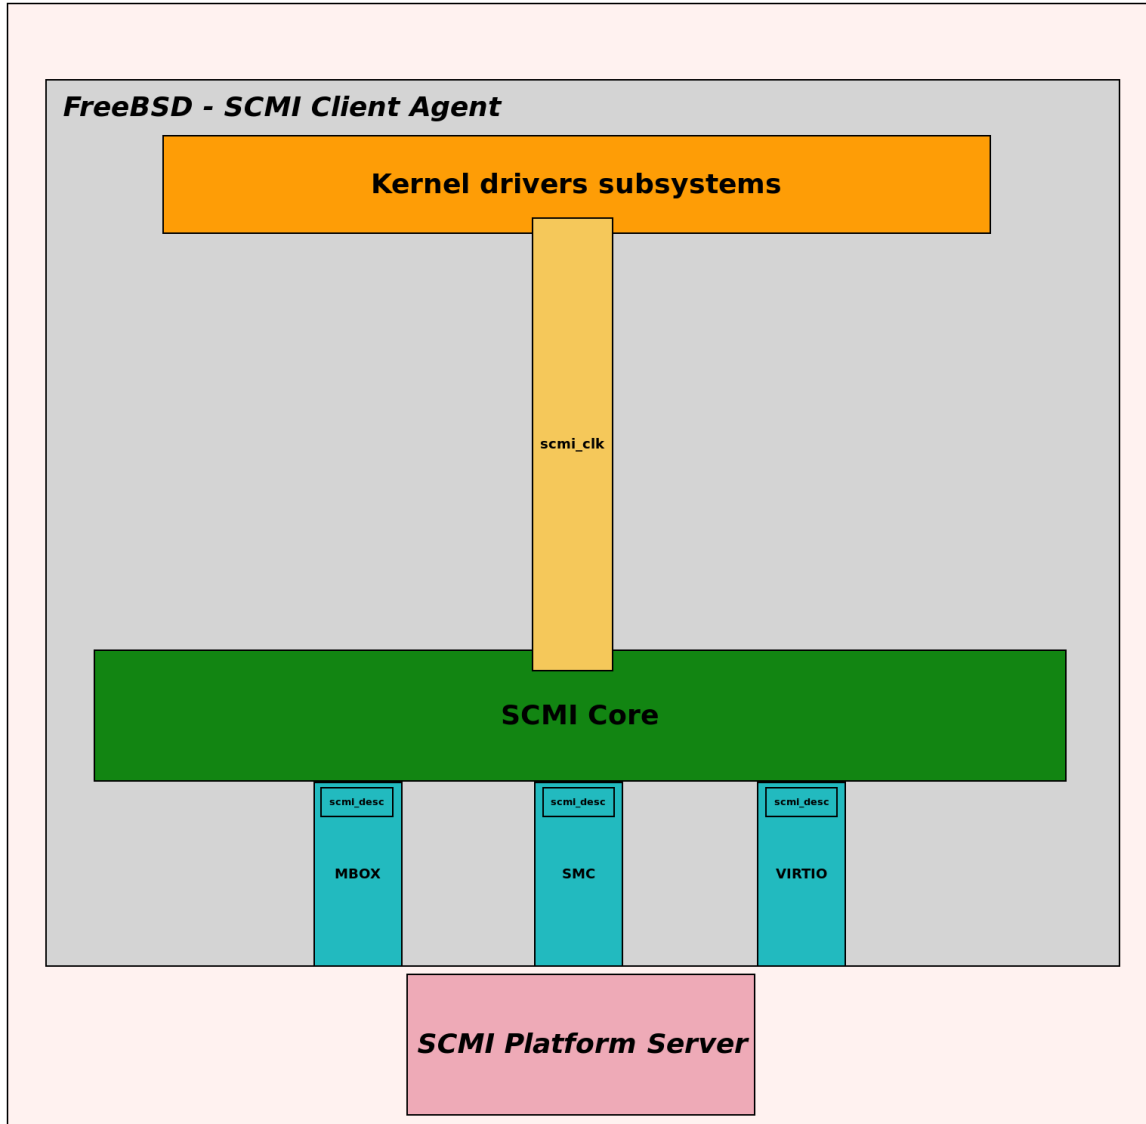 FreeBSD - SCMI Client Agent
Kernel drivers subsystems
scmi_clk
SCMI Core
scmi_desc
scmi_desc
scmi_desc
MBOX
SMC
VIRTIO
SCMI Platform Server